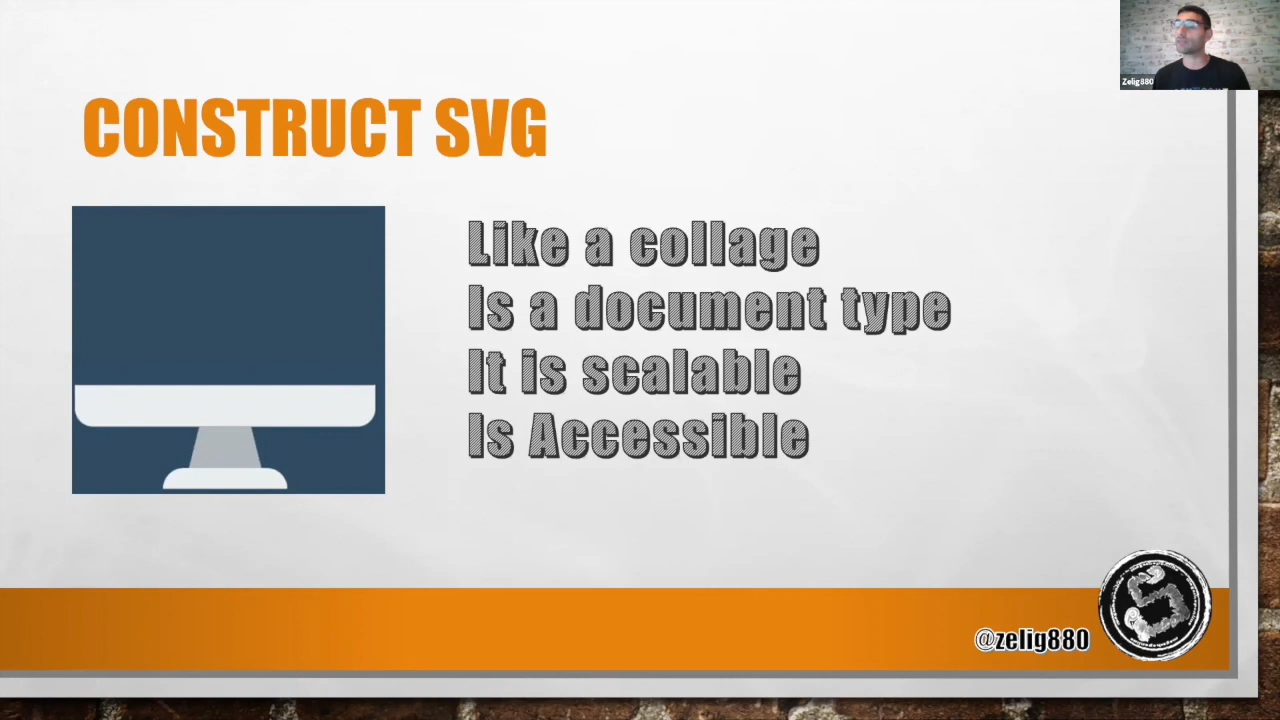 Zelig880
CONSTRUCT SVG
Like a collage
Is a document type
It is scalable
Is Accessible
@zelig880